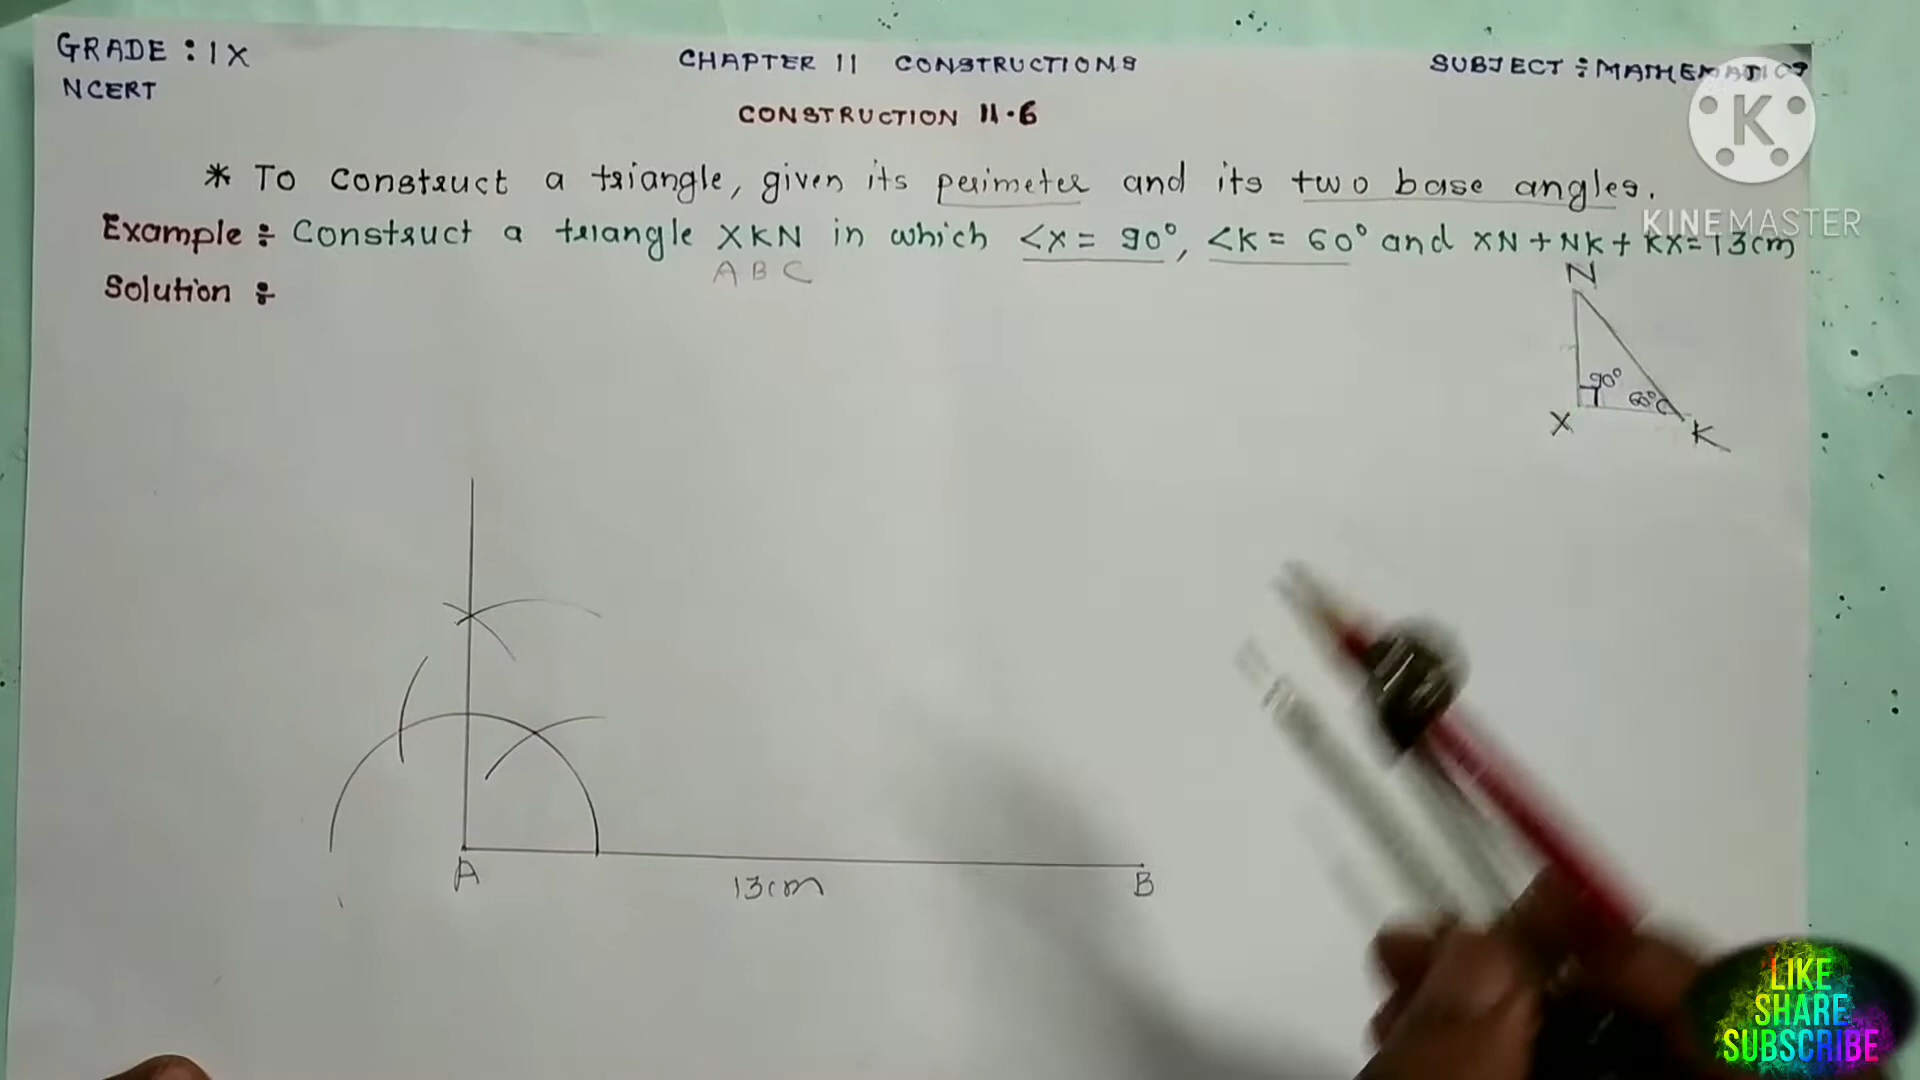 GRADE : IX
CHAPTER 11 CONSTRUCTIONS
SUBJECT ÷ MATHEMATICS
NCERT
CONSTRUCTION 11.6
K
* To construct a triangle, given its perimeter and its two base angles.
KINEMASTER
Example ÷ Construct a triangle XKN in which <X = 90°, <K = 60° and XN + NK + KX = 13cm
A B C
Solution ÷
N
90°
60°
X
K
A
13cm
B
LIKE
SHARE
SUBSCRIBE